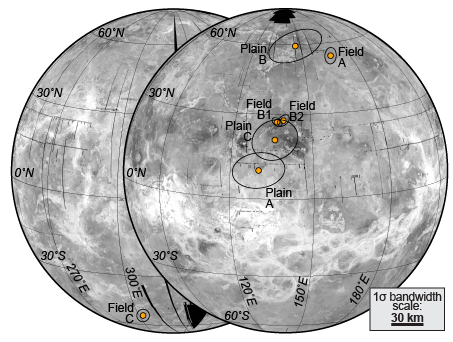 60°N
60°N
Plain
B
Field
A
30°N
30°N
Field
B1
Field
B2
Plain
C
0°N
0°N
Plain
A
30°S
30°S
270°E
300°E
120°E
150°E
180°E
Field
C
60°S
1σ bandwidth
scale:
30 km